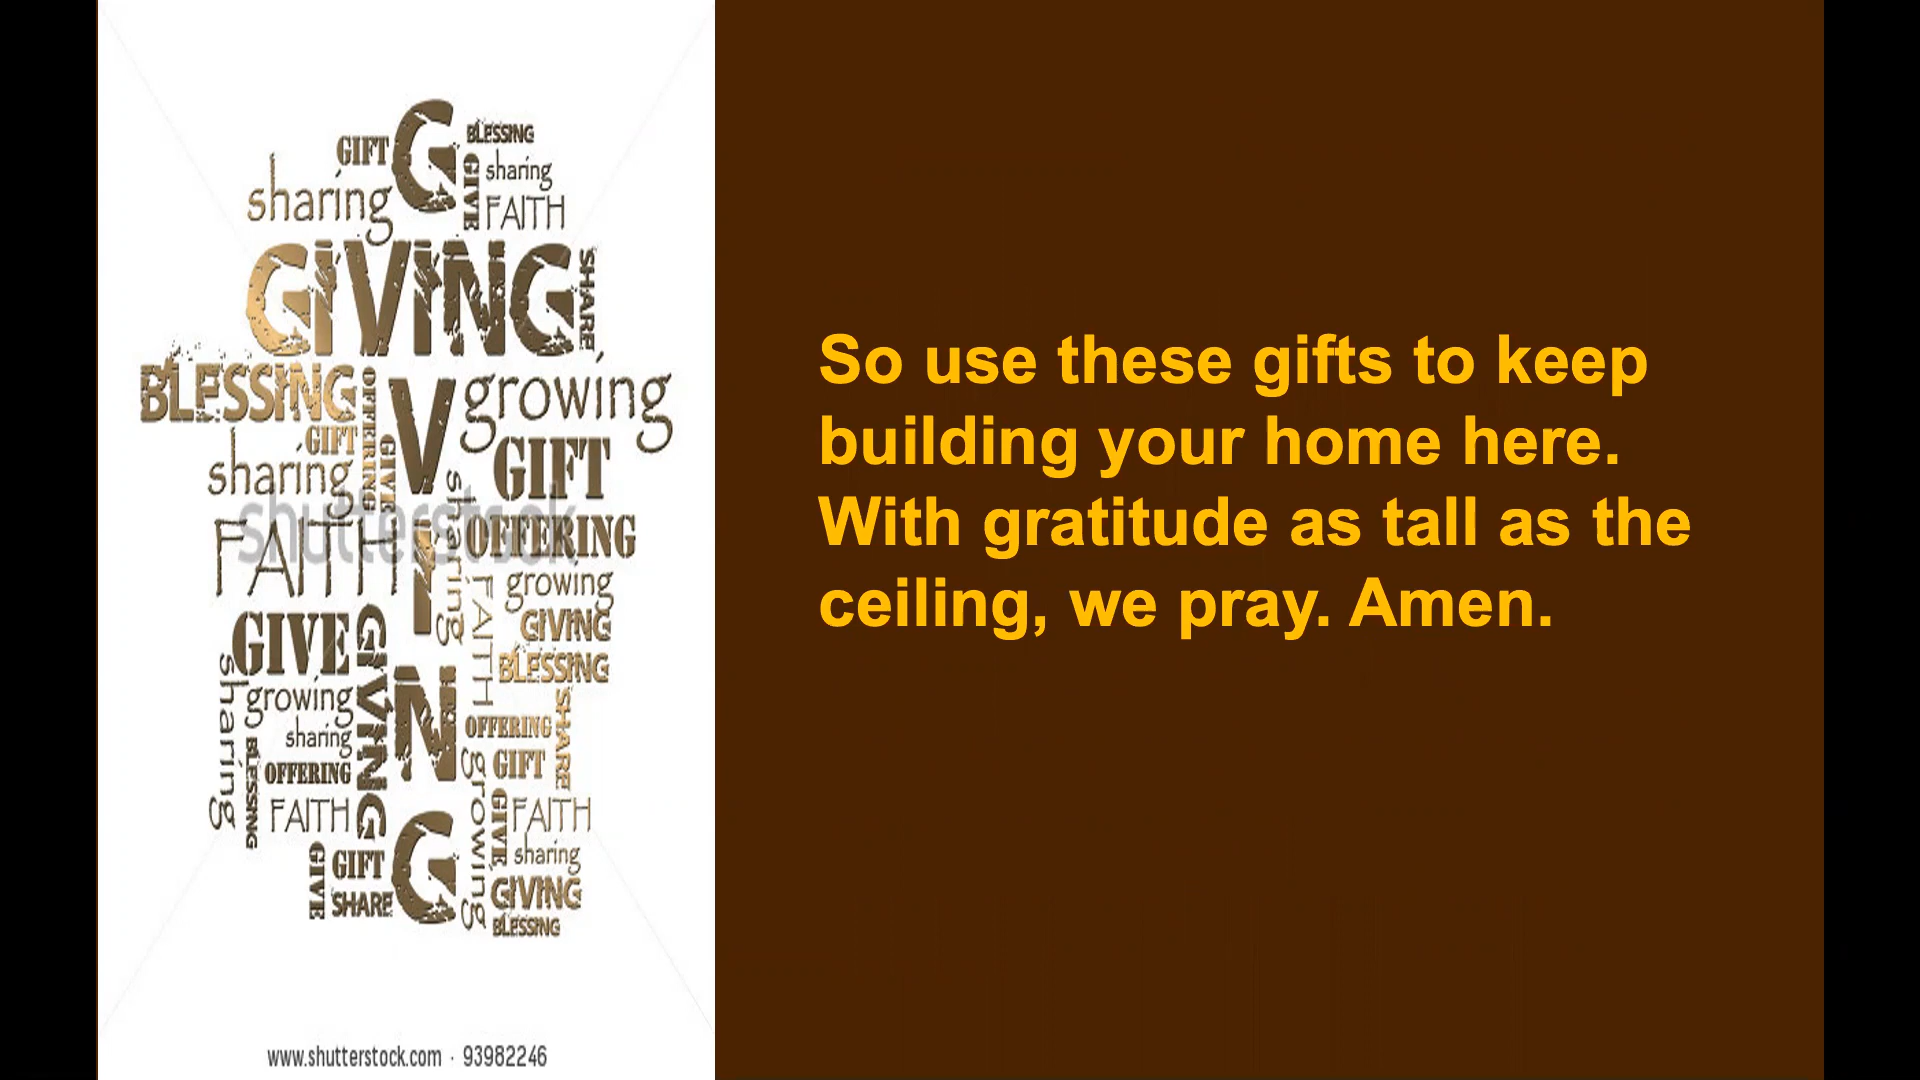 GIFT
G
BLESSING
sharing
GIVE
sharing
FAITH
GIVING
SHARE
BLESSING
OFFERING
V
growing
GIFT
GIVE
GIFT
sharing
sharing
shutterstock
FAITH
I
OFFERING
FAITH
growing
GIVING
GIVE
GIVING
BLESSING
sharing
growing
N
SHARE
sharing
OFFERING
BLESSING
OFFERING
GIFT
growing
FAITH
GIVE
FAITH
G
sharing
GIVE
GIFT
GIVING
SHARE
BLESSING
www.shutterstock.com · 93982246
So use these gifts to keep
building your home here.
With gratitude as tall as the
ceiling, we pray. Amen.